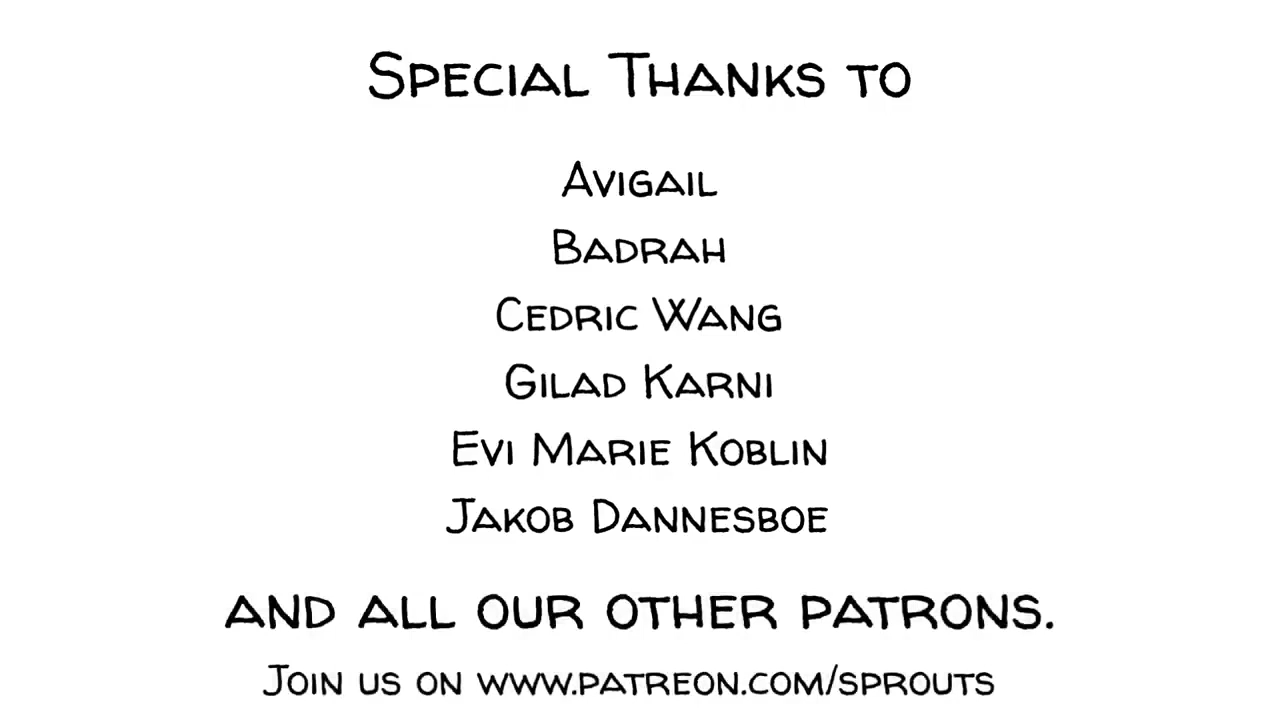 Special Thanks to
Avigail
Badrah
Cedric Wang
Gilad Karni
Evi Marie Koblin
Jakob Dannesboe
and all our other patrons.
Join us on www.patreon.com/sprouts